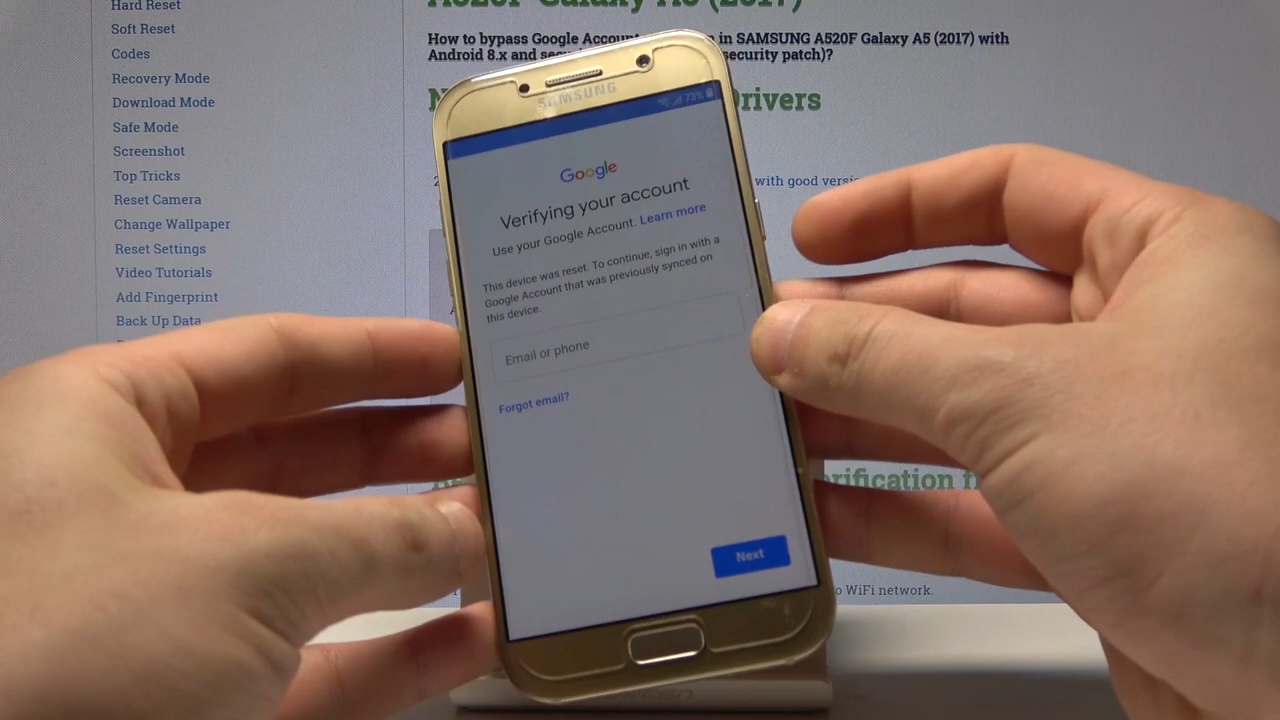 Hard Reset
Soft Reset
Codes
Recovery Mode
Download Mode
Safe Mode
Screenshot
Top Tricks
Reset Camera
Change Wallpaper
Reset Settings
Video Tutorials
Add Fingerprint
Back Up Data
A520F Galaxy A5 (2017)
How to bypass Google Account in SAMSUNG A520F Galaxy A5 (2017) with
Android 8.x and security patch)?
Drivers
with good
WiFi network.
SAMSUNG
73%
Google
Verifying your account
Use your Google Account. Learn more
This device was reset. To continue, sign in with a
Google Account that was previously synced on
this device.
Email or phone
Forgot email?
Next